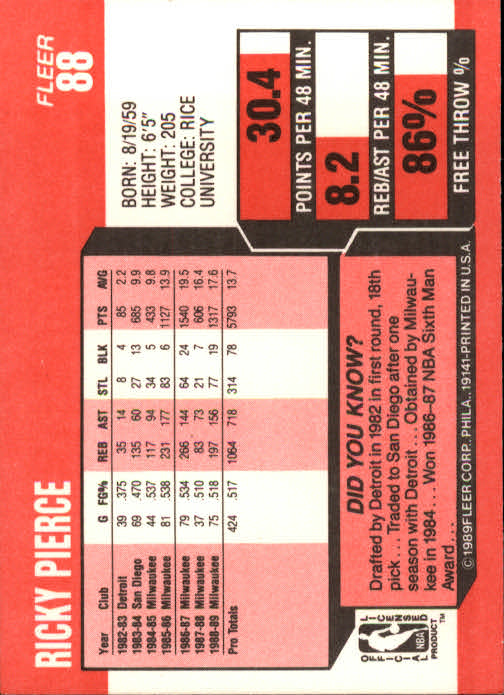 RICKY PIERCE
FLEER
88
Year Club G FG% REB AST STL BLK PTS AVG
1982-83 Detroit 39 .375 35 14 8 4 85 2.2
1983-84 San Diego 69 .470 135 60 27 13 685 9.9
1984-85 Milwaukee 44 .537 117 94 34 5 433 9.8
1985-86 Milwaukee 81 .538 231 177 83 6 1127 13.9
1986-87 Milwaukee 79 .534 266 144 64 24 1540 19.5
1987-88 Milwaukee 37 .510 83 73 21 7 606 16.4
1988-89 Milwaukee 75 .518 197 156 77 19 1317 17.6
Pro Totals 424 .517 1064 718 314 78 5793 13.7
BORN: 8/19/59
HEIGHT: 6'5"
WEIGHT: 205
COLLEGE: RICE
UNIVERSITY
30.4
POINTS PER 48 MIN.
8.2
REB/AST PER 48 MIN.
86%
FREE THROW %
DID YOU KNOW?
Drafted by Detroit in 1982 in first round, 18th
pick . . . Traded to San Diego after one
season with Detroit . . . Obtained by Milwau-
kee in 1984 . . . Won 1986-87 NBA Sixth Man
Award . . .
OFFICIAL
LICENSED
NBA
PRODUCT™
©1989 FLEER CORP., PHILA., 19141-PRINTED IN U.S.A.